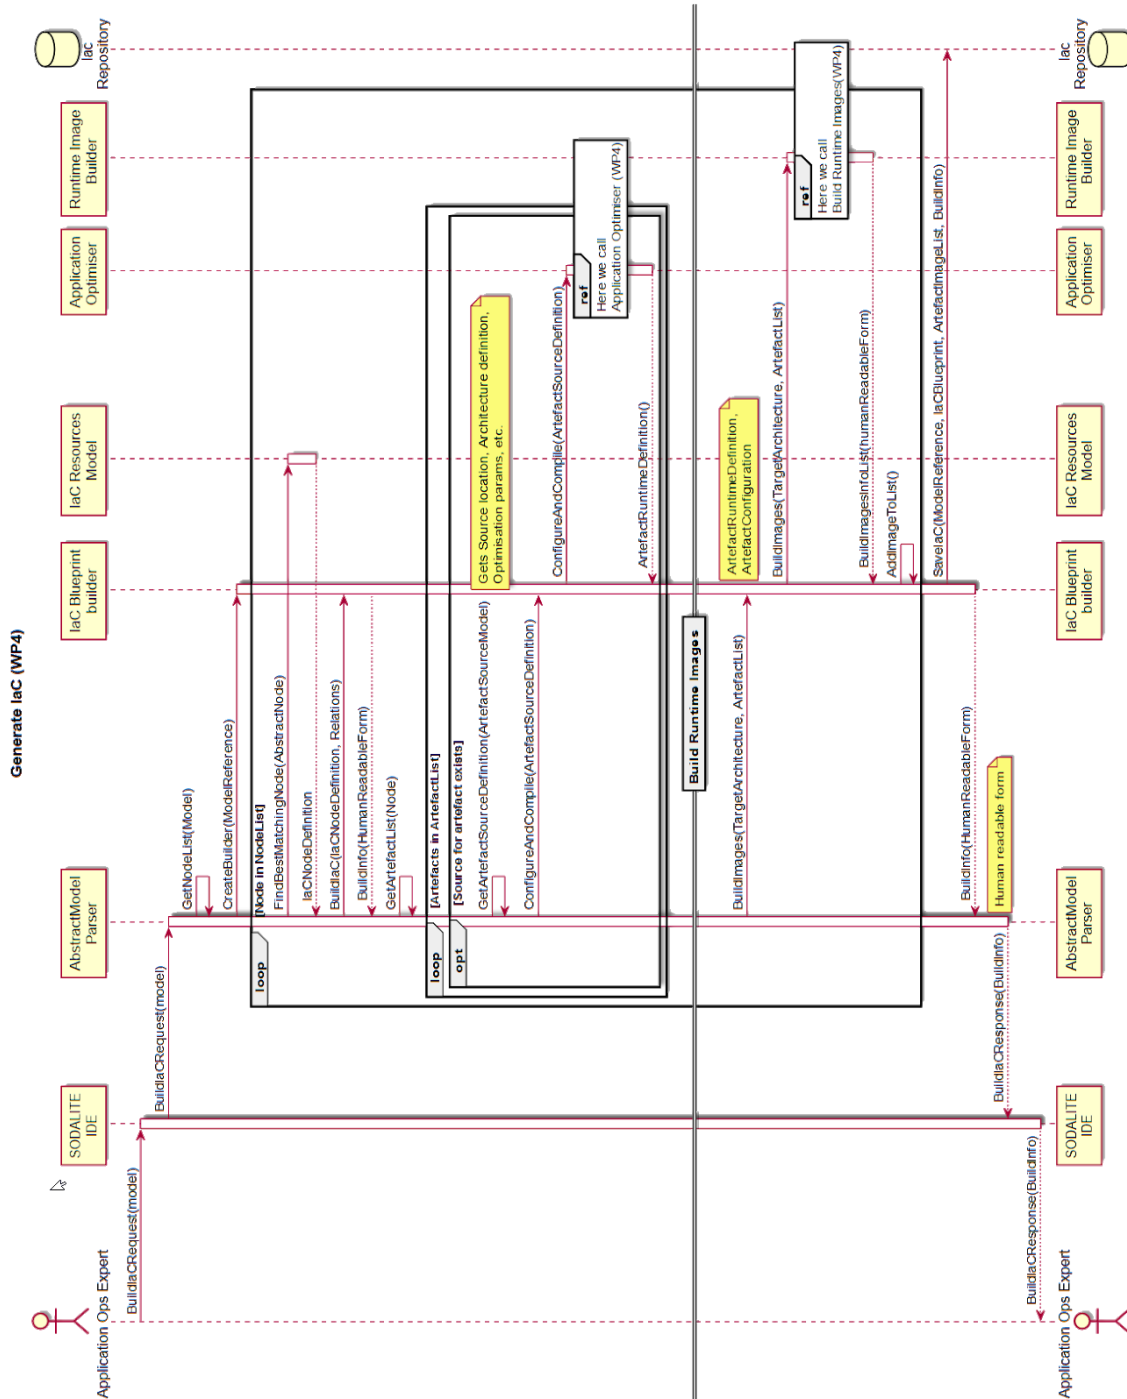 Generate IaC (WP4)
Application Ops Expert
SODALITE
IDE
AbstractModel
Parser
IaC Blueprint
builder
IaC Resources
Model
Application
Optimiser
Runtime Image
Builder
Iac
Repository
BuildIaCRequest(model)
BuildIaCRequest(model)
GetNodeList(Model)
CreateBuilder(ModelReference)
loop
[Node in NodeList]
FindBestMatchingNode(AbstractNode)
IaCNodeDefinition
BuildIaC(IaCNodeDefinition, Relations)
BuildInfo(HumanReadableForm)
GetArtefactList(Node)
loop
[Artefacts in ArtefactList]
opt
[Source for artefact exists]
Gets Source location, Architecture definition,
Optimisation params, etc.
GetArtefactSourceDefinition(ArtefactSourceModel)
ConfigureAndCompile(ArtefactSourceDefinition)
ConfigureAndCompile(ArtefactSourceDefinition)
ref
Here we call
Application Optimiser (WP4)
ArtefactRuntimeDefinition()
Build Runtime Images
ArtefactRuntimeDefinition,
ArtefactConfiguration
BuildImages(TargetArchitecture, ArtefactList)
BuildImages(TargetArchitecture, ArtefactList)
ref
Here we call
Build Runtime Images(WP4)
BuildImagesInfoList(humanReadableForm)
AddImageToList()
SaveIaC(ModelReference, IaCBlueprint, ArtefactImageList, BuildInfo)
BuildInfo(HumanReadableForm)
Human readable form
BuildIaCResponse(BuildInfo)
BuildIaCResponse(BuildInfo)
Application Ops Expert
SODALITE
IDE
AbstractModel
Parser
IaC Blueprint
builder
IaC Resources
Model
Application
Optimiser
Runtime Image
Builder
Iac
Repository